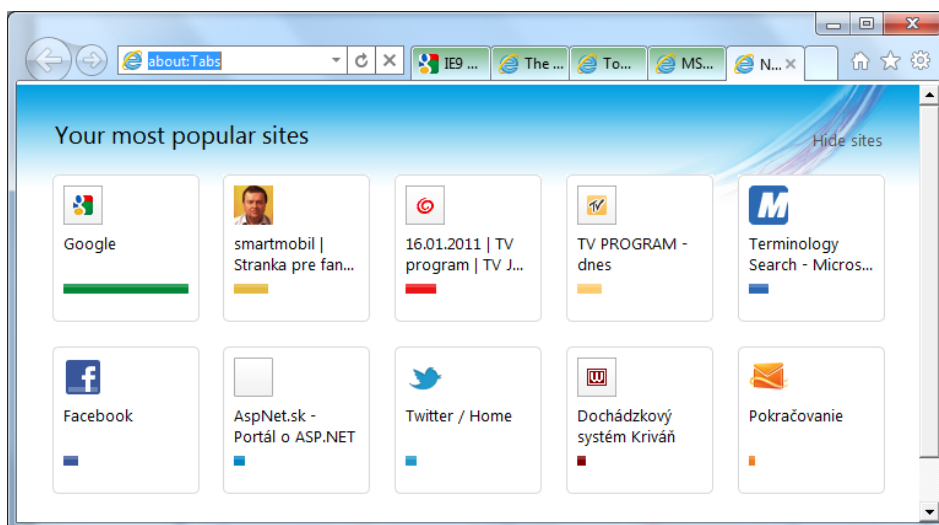 about:Tabs
IE9 ...
The ...
To...
MS...
N...
Your most popular sites
Hide sites
Google
smartmobil |
Stranka pre fan...
16.01.2011 | TV
program | TV J...
TV PROGRAM -
dnes
Terminology
Search - Micros...
Facebook
AspNet.sk -
Portál o ASP.NET
Twitter / Home
Dochádzkový
systém Kriváň
Pokračovanie